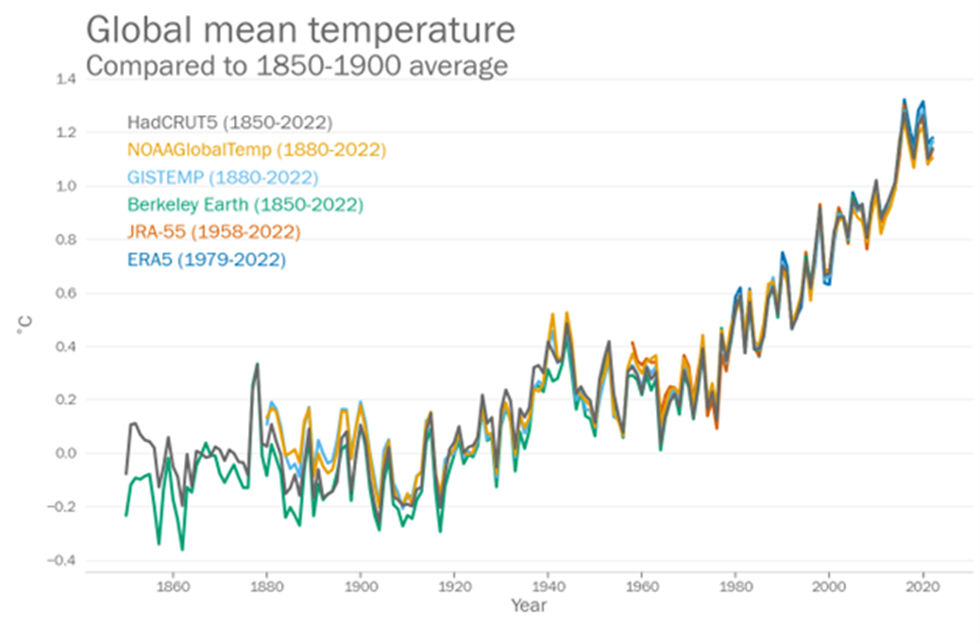 Global mean temperature
Compared to 1850-1900 average
1.4
HadCRUT5 (1850-2022)
1.2
NOAAGlobalTemp (1880-2022)
GISTEMP (1880-2022)
1.0
Berkeley Earth (1850-2022)
JRA-55 (1958-2022)
0.8
ERA5 (1979-2022)
0.6
°C
0.4
0.2
0.0
−0.2
−0.4
1860 1880 1900 1920 1940 1960 1980 2000 2020
Year